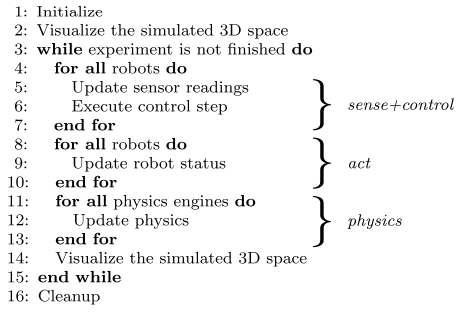 1: Initialize
2: Visualize the simulated 3D space
3: while experiment is not finished do
4: for all robots do
5: Update sensor readings
6: Execute control step
7: end for
sense+control
8: for all robots do
9: Update robot status
10: end for
act
11: for all physics engines do
12: Update physics
13: end for
physics
14: Visualize the simulated 3D space
15: end while
16: Cleanup